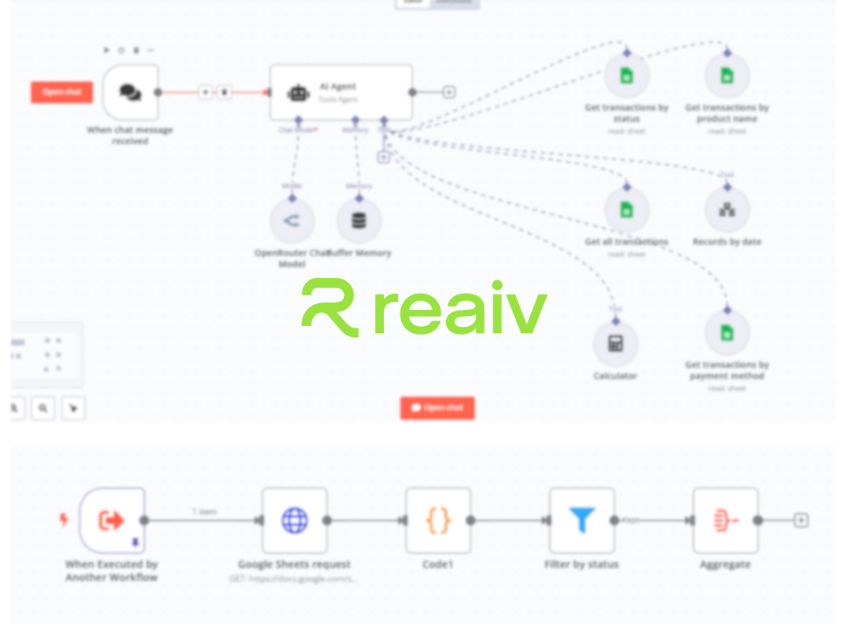 Open chat
When chat message
received
AI Agent
Tools Agent
Chat Model*
Memory
Model
Memory
OpenRouter Chat
Model
Buffer Memory
Get transactions by
status
read: sheet
Get transactions by
product name
read: sheet
Get all transactions
read: sheet
Records by date
Tool
Calculator
Get transactions by
payment method
read: sheet
reaiv
Open chat
1 item
When Executed by
Another Workflow
Google Sheets request
GET: https://docs.google.com/s...
Code1
Filter by status
Kept
Aggregate